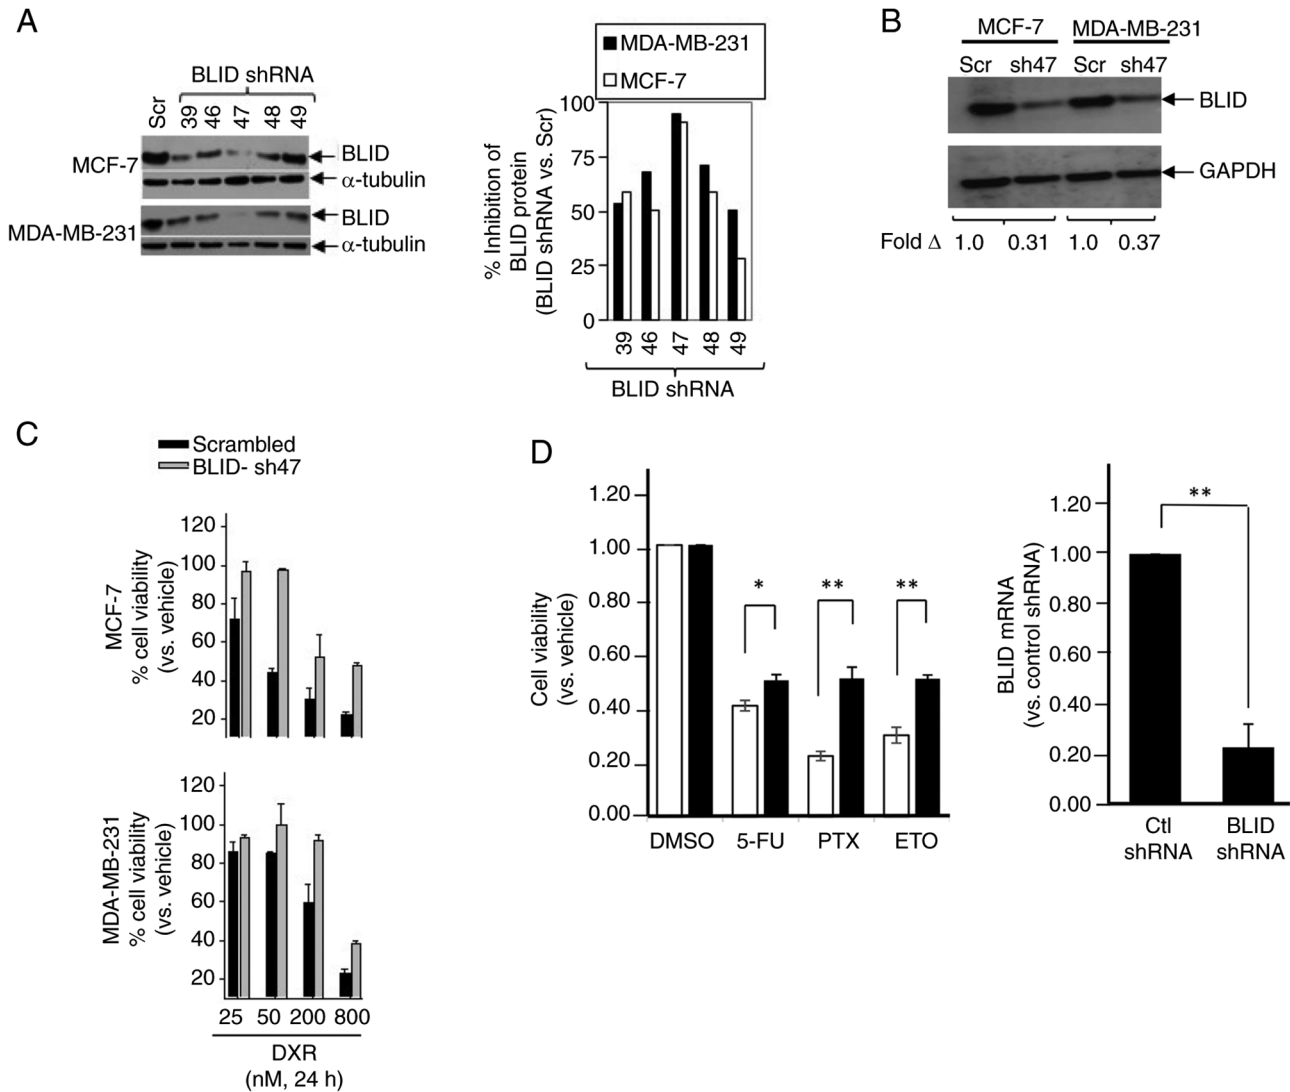 A
BLID shRNA
Scr 39 46 47 48 49
MCF-7
BLID
α-tubulin
MDA-MB-231
BLID
α-tubulin
MDA-MB-231
MCF-7
% Inhibition of
BLID protein
(BLID shRNA vs. Scr)
100
75
50
25
0
39 46 47 48 49
BLID shRNA
B
MCF-7 MDA-MB-231
Scr sh47 Scr sh47
BLID
GAPDH
Fold Δ 1.0 0.31 1.0 0.37
C
Scrambled
BLID- sh47
MCF-7
% cell viability
(vs. vehicle)
120
100
80
60
40
20
MDA-MB-231
% cell viability
(vs. vehicle)
120
100
80
60
40
20
25 50 200 800
DXR
(nM, 24 h)
D
Cell viability
(vs. vehicle)
1.20
1.00
0.80
0.60
0.40
0.20
0.00
* ** **
DMSO 5-FU PTX ETO
BLID mRNA
(vs. control shRNA)
1.20
1.00
0.80
0.60
0.40
0.20
0.00
**
Ctl
shRNA
BLID
shRNA